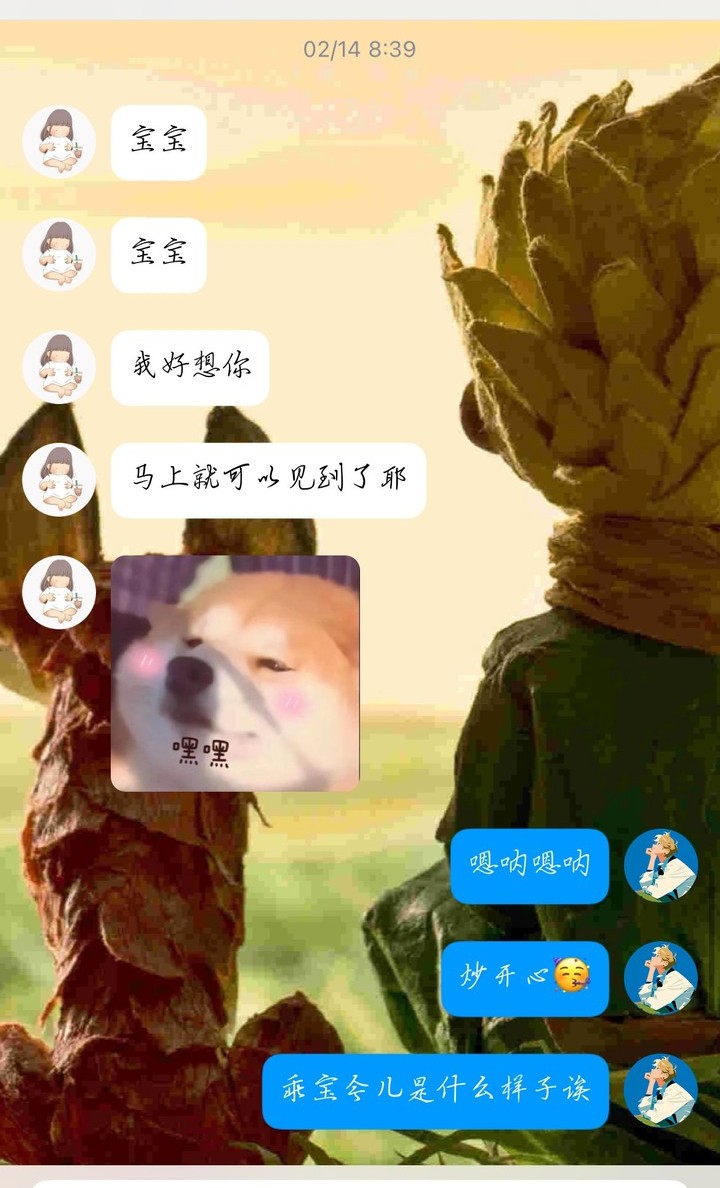 02/14 8:39
宝宝
宝宝
我好想你
马上就可以见到了耶
嘿嘿
嗯呐嗯呐
炒开心🥳
乖宝今儿是什么样子诶